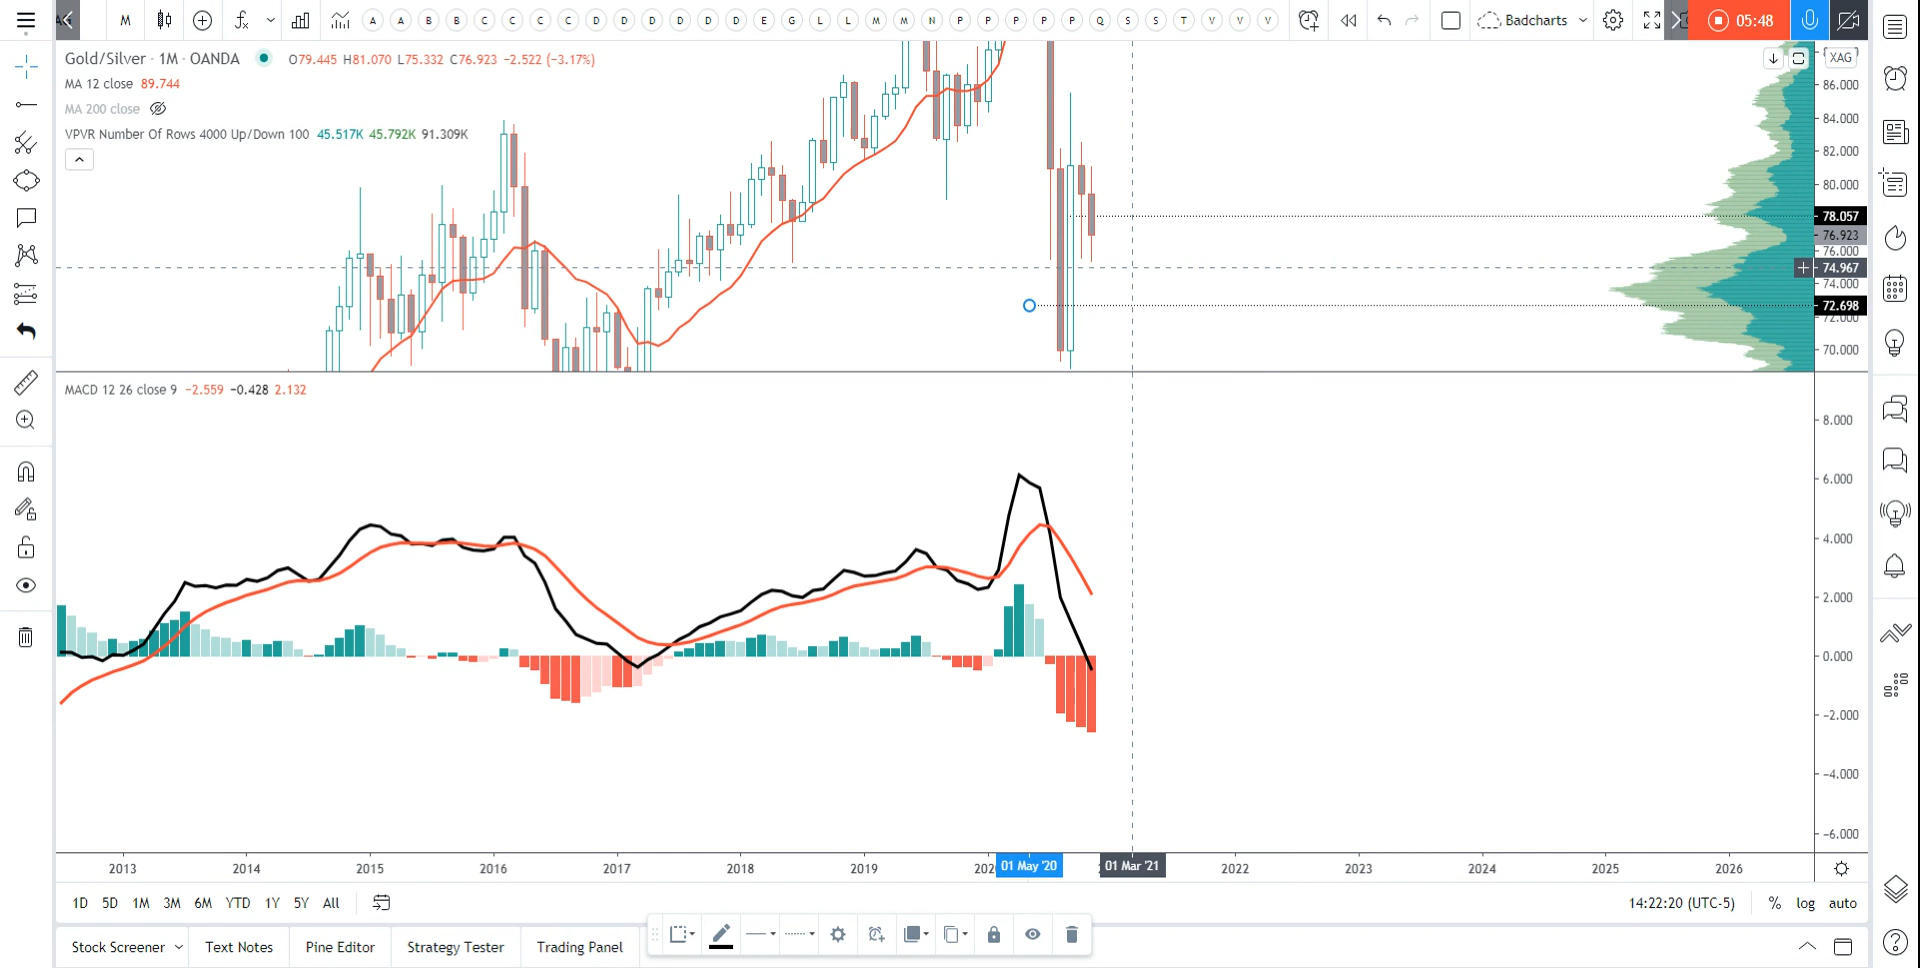 M
A A B B C C C C D D D D D D E G L L M M N P P P P P Q S S T V V V
Badcharts
05:48
Gold/Silver · 1M · OANDA O79.445 H81.070 L75.332 C76.923 −2.522 (−3.17%)
XAG
MA 12 close 89.744
MA 200 close
VPVR Number Of Rows 4000 Up/Down 100 45.517K 45.792K 91.309K
86.000
84.000
82.000
80.000
78.057
76.923
76.000
74.967
74.000
72.698
72.000
70.000
MACD 12 26 close 9 −2.559 −0.428 2.132
8.000
6.000
4.000
2.000
0.000
−2.000
−4.000
−6.000
2013 2014 2015 2016 2017 2018 2019 01 May '20 01 Mar '21 2022 2023 2024 2025 2026
1D 5D 1M 3M 6M YTD 1Y 5Y All 14:22:20 (UTC-5) % log auto
Stock Screener Text Notes Pine Editor Strategy Tester Trading Panel